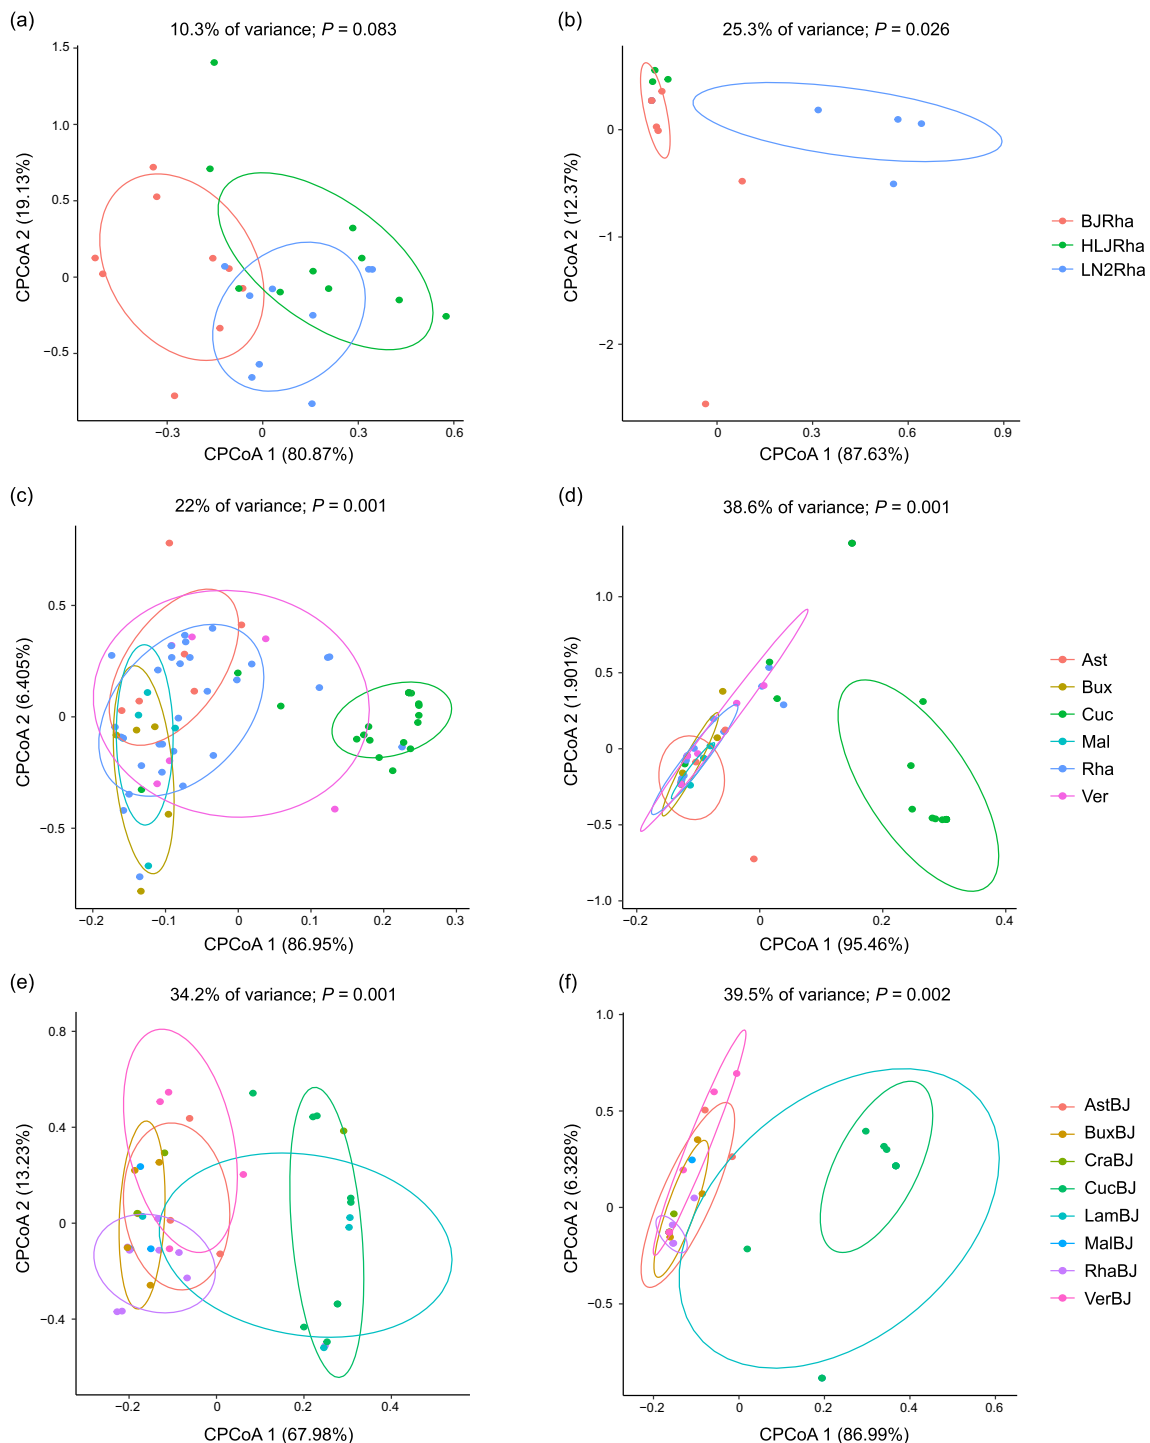 (a)
10.3% of variance; P = 0.083
1.5
1.0
0.5
0
−0.5
CPCoA 2 (19.13%)
−0.3
0
0.3
0.6
CPCoA 1 (80.87%)
(b)
25.3% of variance; P = 0.026
0
−1
−2
CPCoA 2 (12.37%)
0
0.3
0.6
0.9
CPCoA 1 (87.63%)
BJRha
HLJRha
LN2Rha
(c)
22% of variance; P = 0.001
0.5
0
−0.5
CPCoA 2 (6.405%)
−0.2
−0.1
0
0.1
0.2
0.3
CPCoA 1 (86.95%)
(d)
38.6% of variance; P = 0.001
1.0
0.5
0
−0.5
−1.0
CPCoA 2 (1.901%)
−0.2
0
0.2
0.4
CPCoA 1 (95.46%)
Ast
Bux
Cuc
Mal
Rha
Ver
(e)
34.2% of variance; P = 0.001
0.8
0.4
0
−0.4
CPCoA 2 (13.23%)
−0.2
0
0.2
0.4
CPCoA 1 (67.98%)
(f)
39.5% of variance; P = 0.002
1.0
0.5
0
−0.5
CPCoA 2 (6.328%)
−0.2
0
0.2
0.4
0.6
CPCoA 1 (86.99%)
AstBJ
BuxBJ
CraBJ
CucBJ
LamBJ
MalBJ
RhaBJ
VerBJ